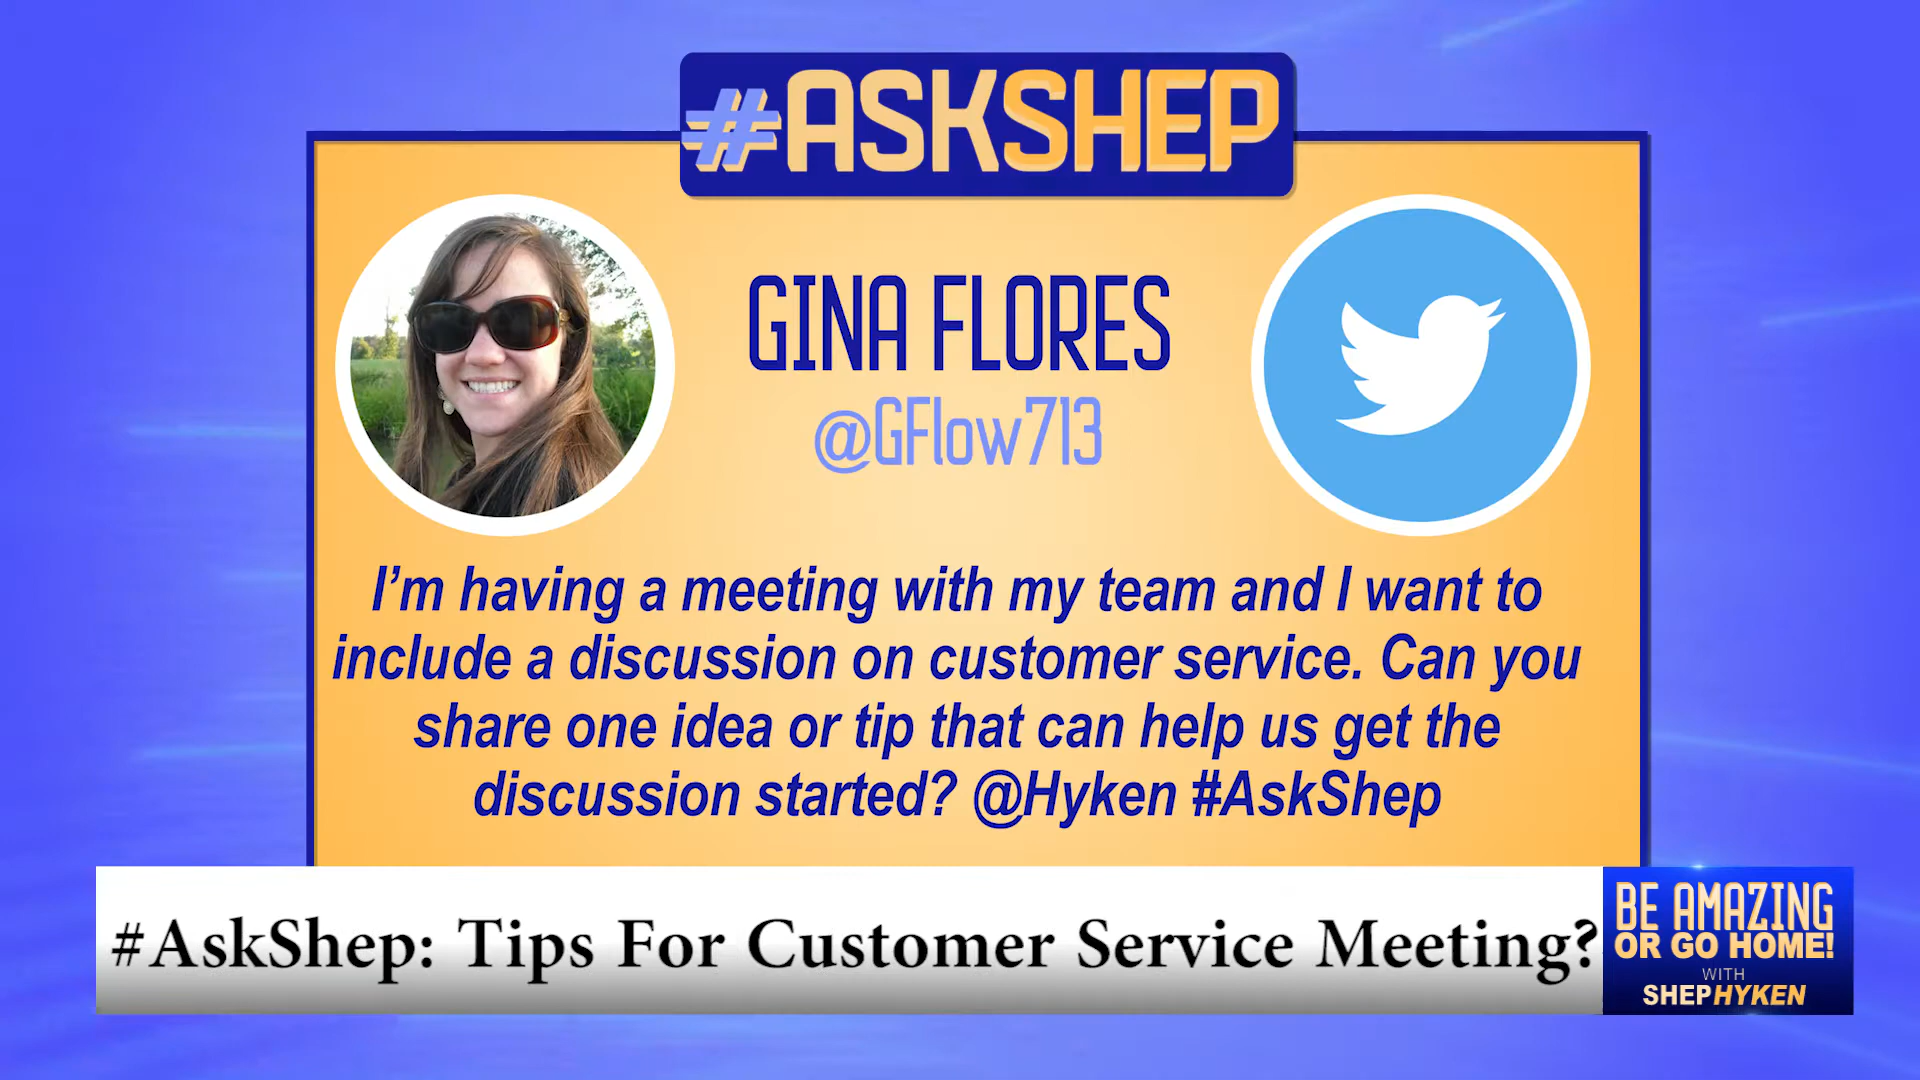 #ASKSHEP
GINA FLORES
@GFlow713
I'm having a meeting with my team and I want to
include a discussion on customer service. Can you
share one idea or tip that can help us get the
discussion started? @Hyken #AskShep
#AskShep: Tips For Customer Service Meeting?
BE AMAZING
OR GO HOME!
WITH
SHEPHYKEN